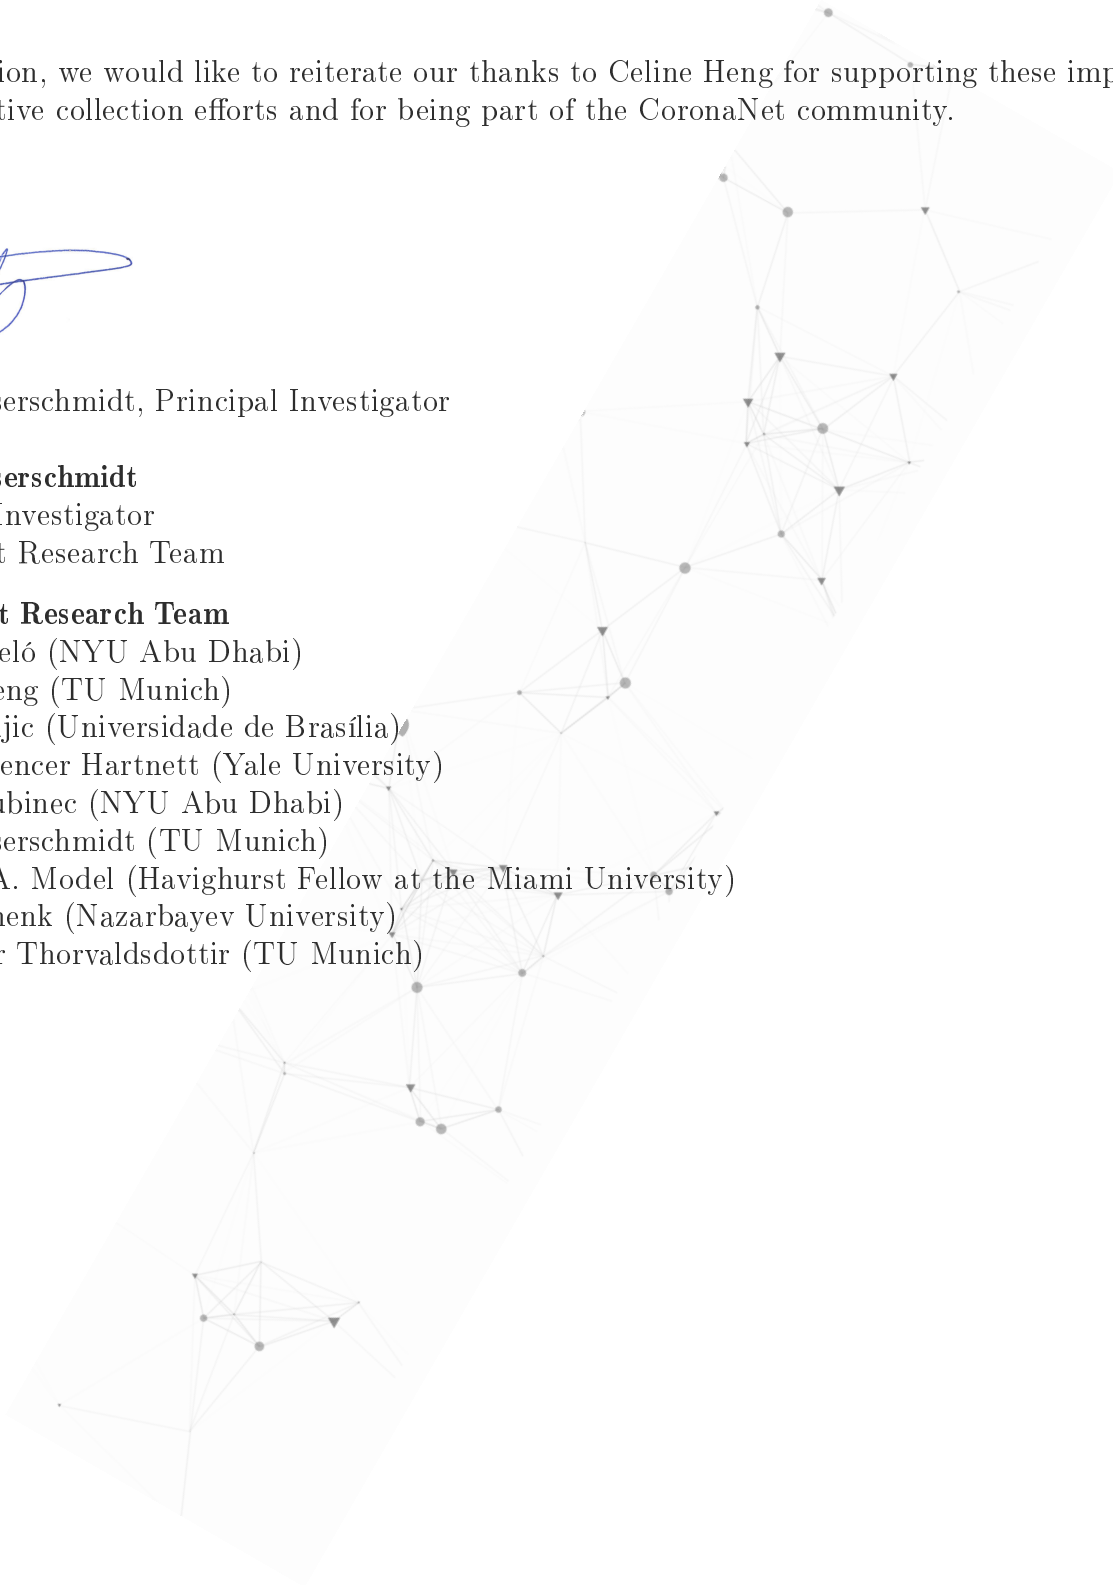 ion, we would like to reiterate our thanks to Celine Heng for supporting these imp
tive collection efforts and for being part of the CoronaNet community.
serschmidt, Principal Investigator
serschmidt
Investigator
t Research Team
t Research Team
eló (NYU Abu Dhabi)
eng (TU Munich)
jic (Universidade de Brasília)
encer Hartnett (Yale University)
ubinec (NYU Abu Dhabi)
serschmidt (TU Munich)
A. Model (Havighurst Fellow at the Miami University)
henk (Nazarbayev University)
r Thorvaldsdottir (TU Munich)